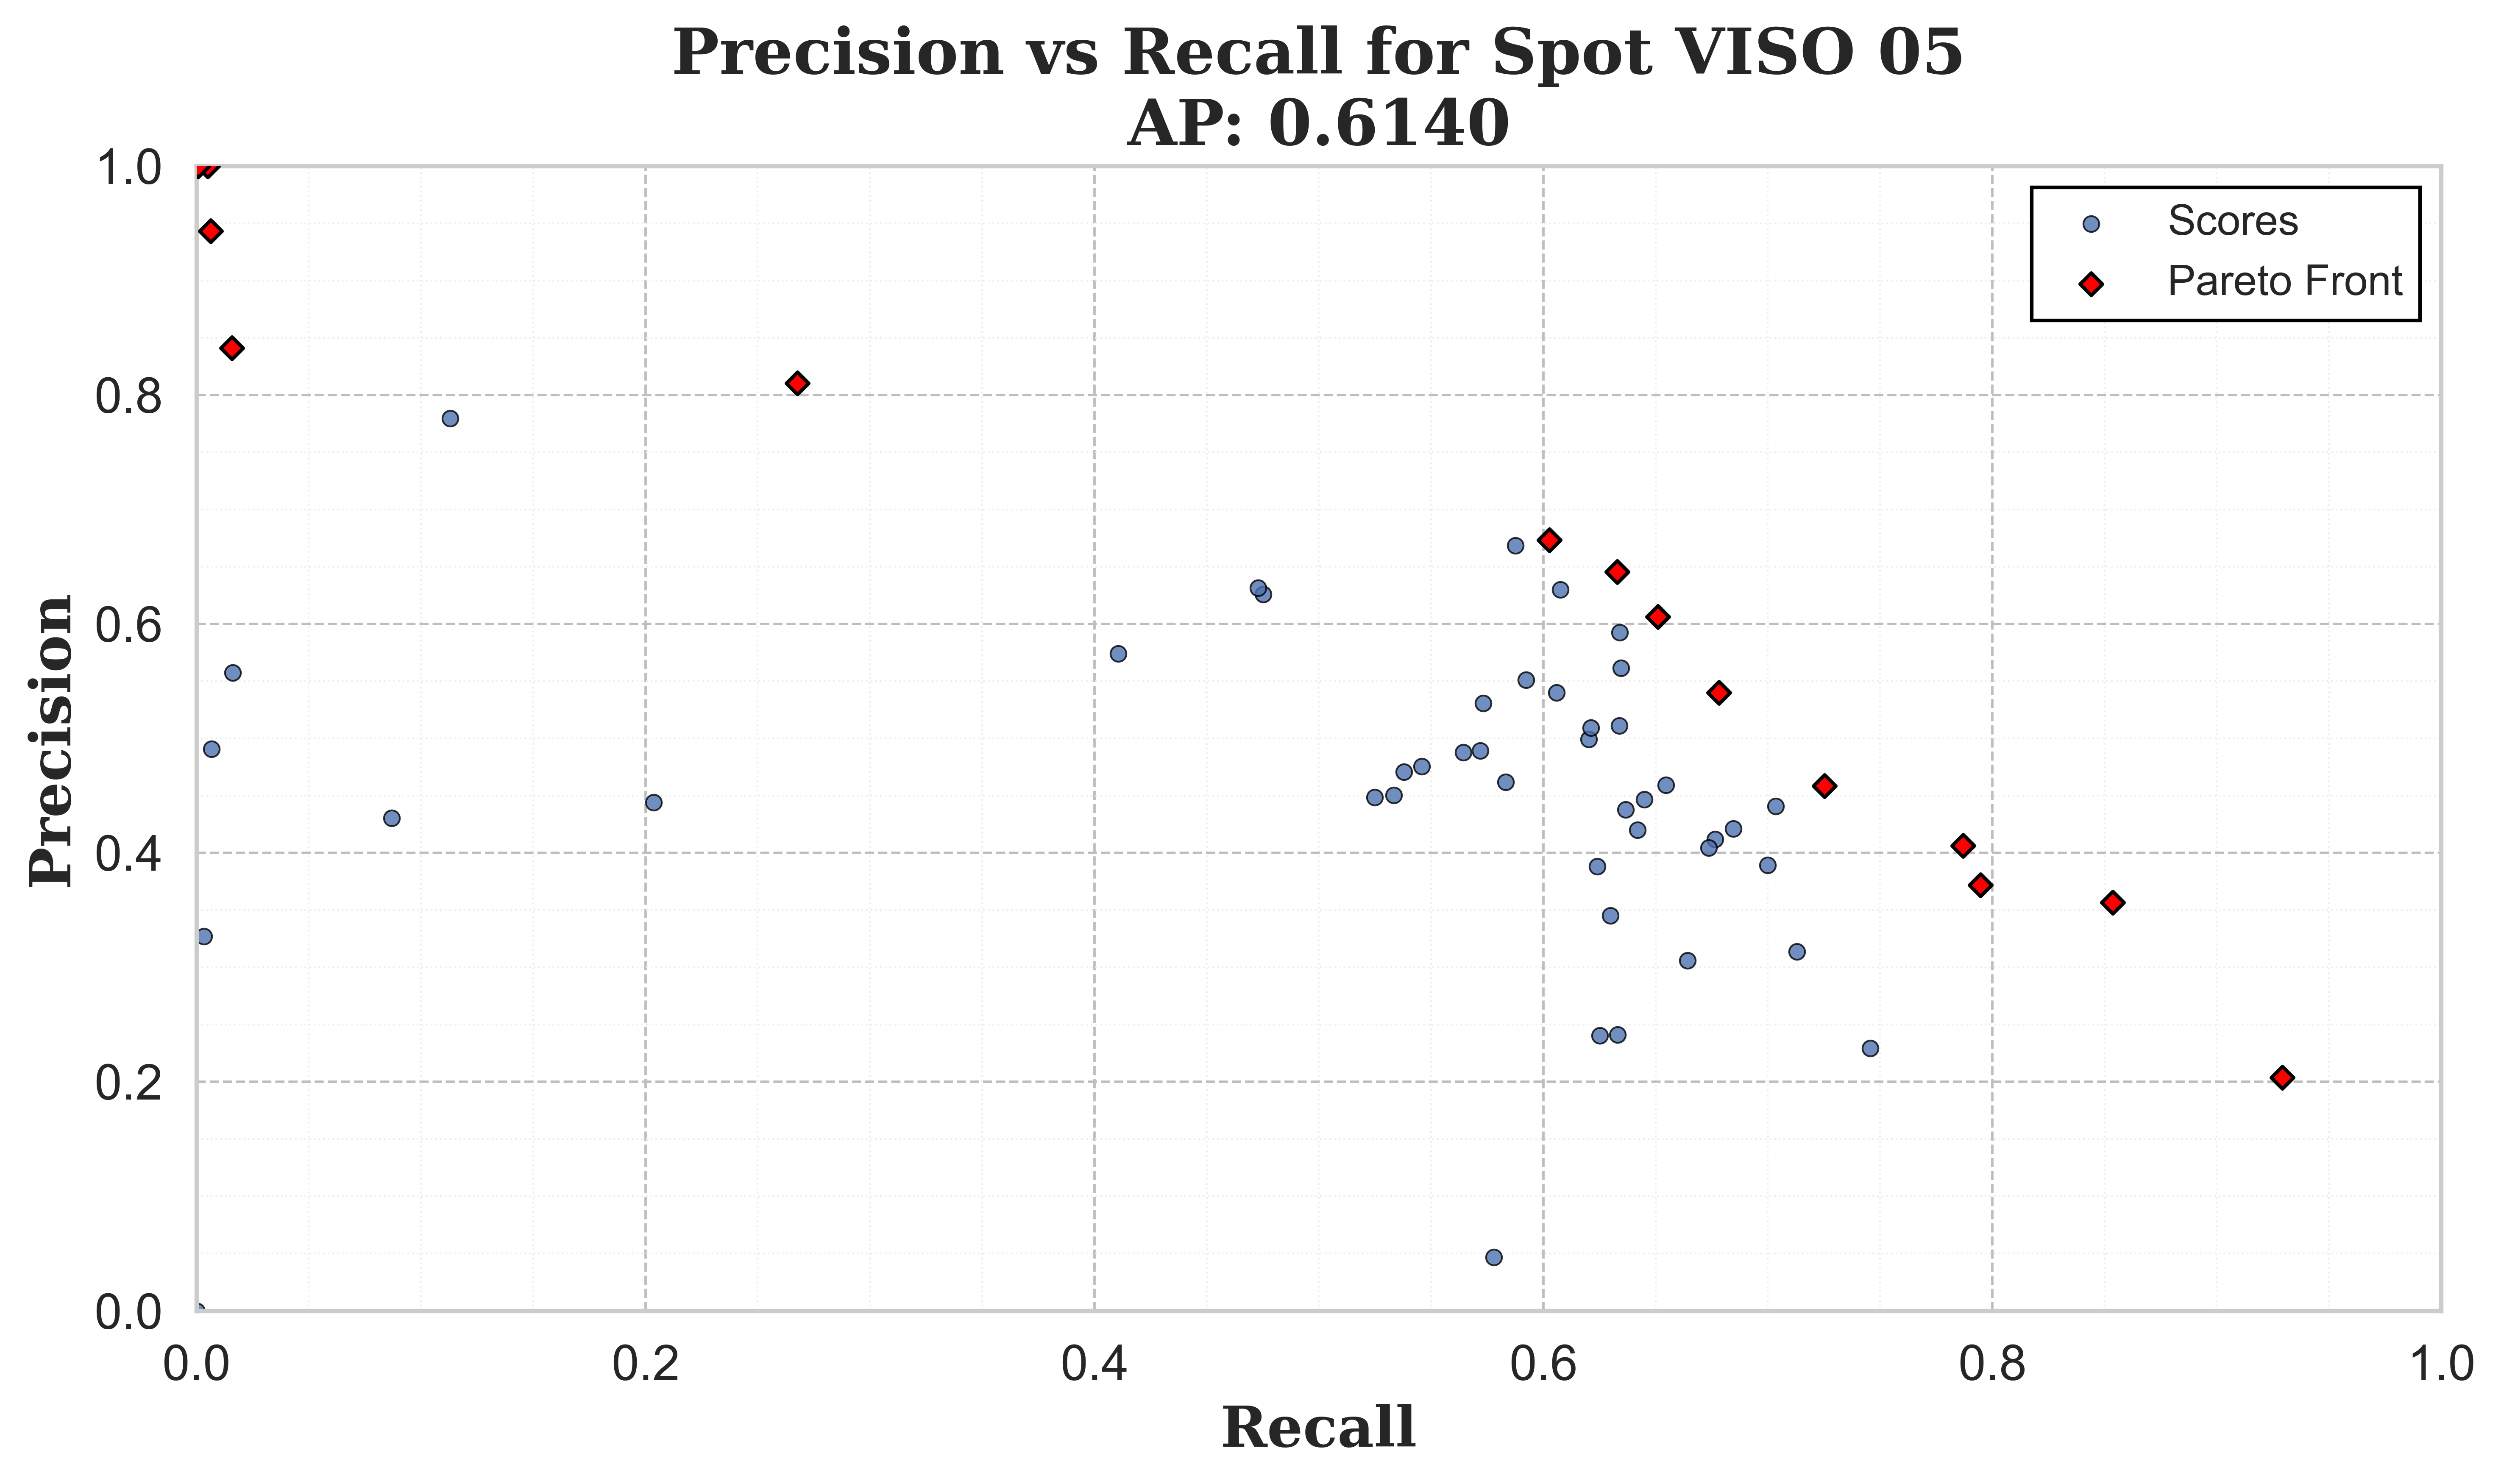 Precision vs Recall for Spot VISO 05
AP: 0.6140
Scores
Pareto Front
Precision
1.0
0.8
0.6
0.4
0.2
0.0
0.0 0.2 0.4 0.6 0.8 1.0
Recall